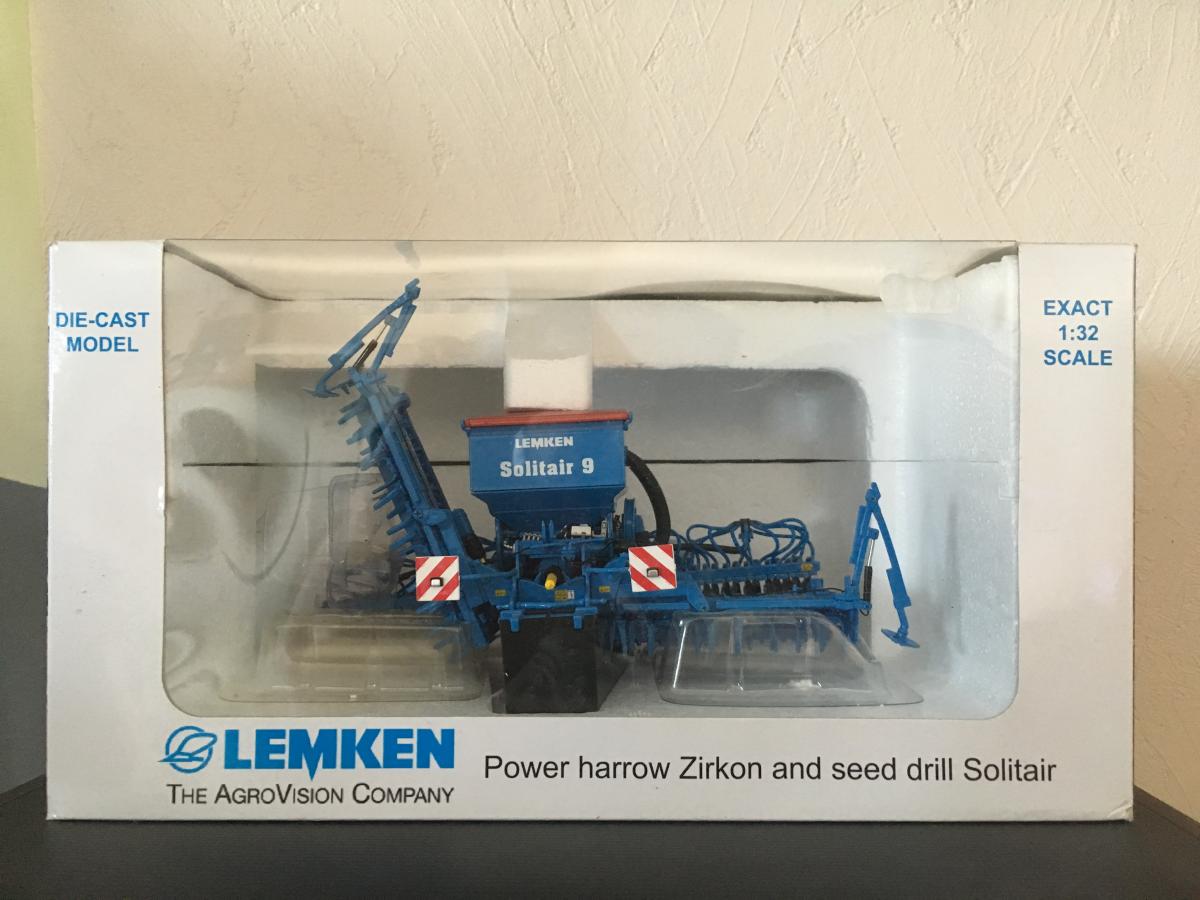 DIE-CAST
MODEL
EXACT
1:32
SCALE
LEMKEN
Solitair 9
LEMKEN
THE AGROVISION COMPANY
Power harrow Zirkon and seed drill Solitair